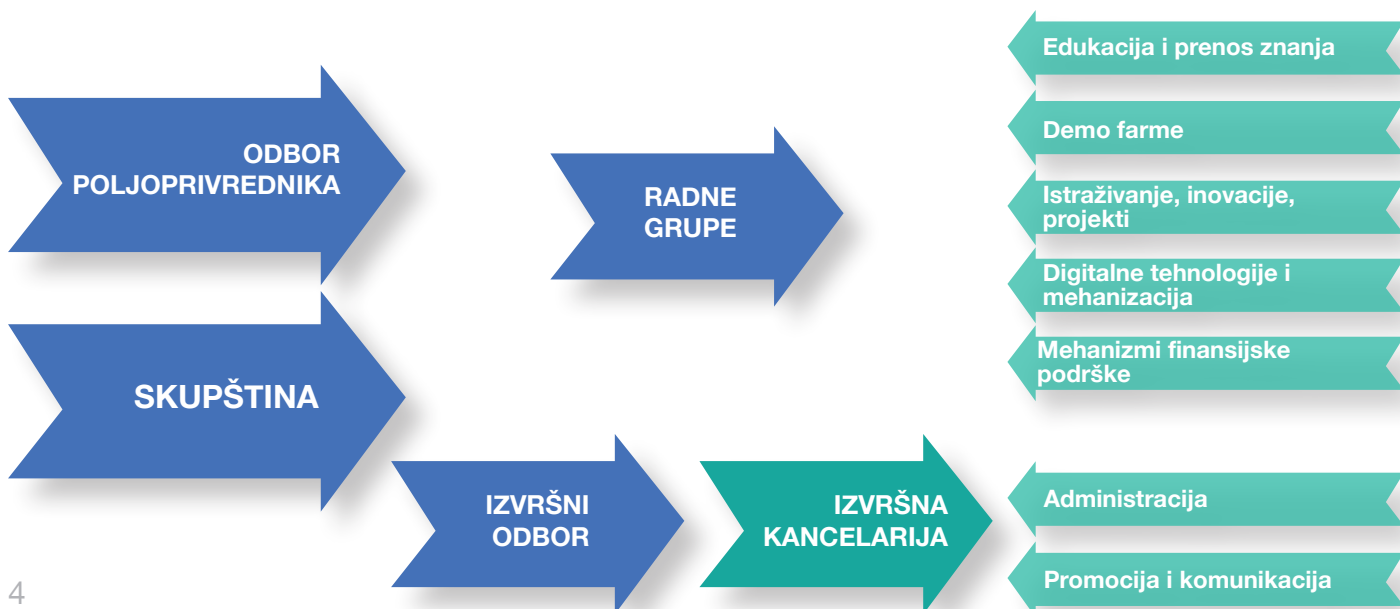 ODBOR
POLJOPRIVREDNIKA
SKUPŠTINA
RADNE
GRUPE
IZVRŠNI
ODBOR
IZVRŠNA
KANCELARIJA
Edukacija i prenos znanja
Demo farme
Istraživanje, inovacije,
projekti
Digitalne tehnologije i
mehanizacija
Mehanizmi finansijske
podrške
Administracija
Promocija i komunikacija
4